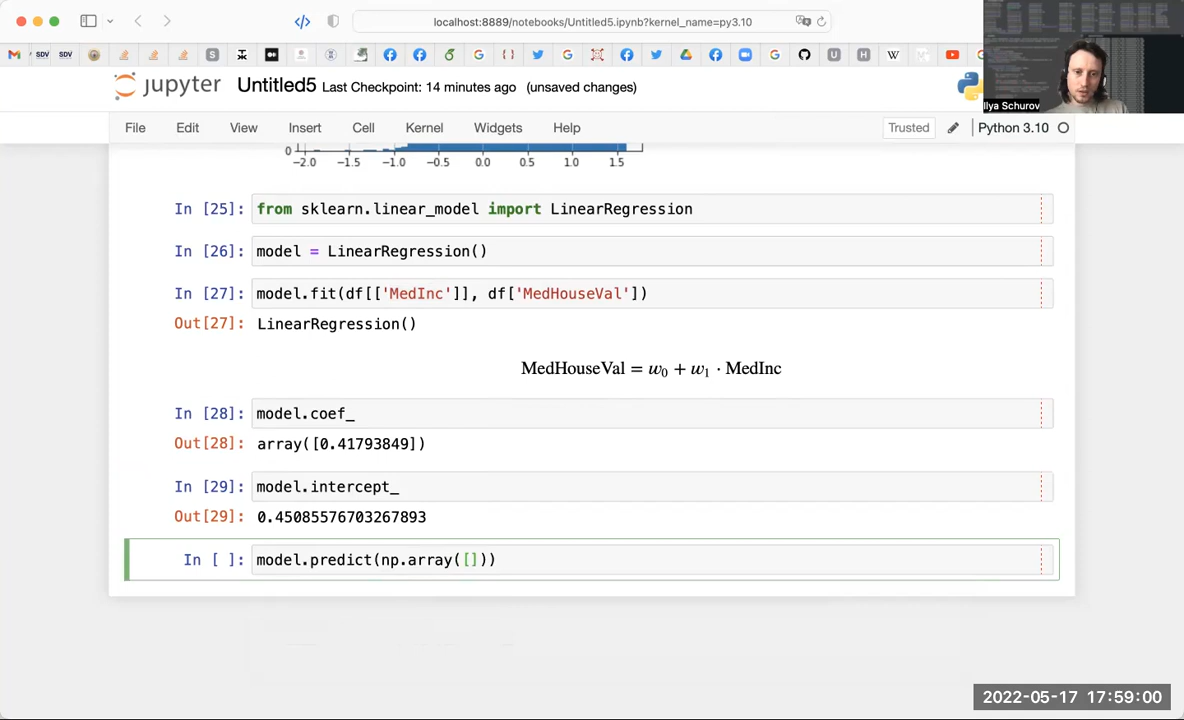 localhost:8889/notebooks/Untitled5.ipynb?kernel_name=py3.10
SDV SDV
Ilya Schurov
jupyter Untitled5 Last Checkpoint: 14 minutes ago (unsaved changes)
File Edit View Insert Cell Kernel Widgets Help Trusted Python 3.10
0
−2.0 −1.5 −1.0 −0.5 0.0 0.5 1.0 1.5
In [25]: from sklearn.linear_model import LinearRegression
In [26]: model = LinearRegression()
In [27]: model.fit(df[['MedInc']], df['MedHouseVal'])
Out[27]: LinearRegression()
MedHouseVal = w₀ + w₁ · MedInc
In [28]: model.coef_
Out[28]: array([0.41793849])
In [29]: model.intercept_
Out[29]: 0.45085576703267893
In [ ]: model.predict(np.array([]))
2022-05-17 17:59:00